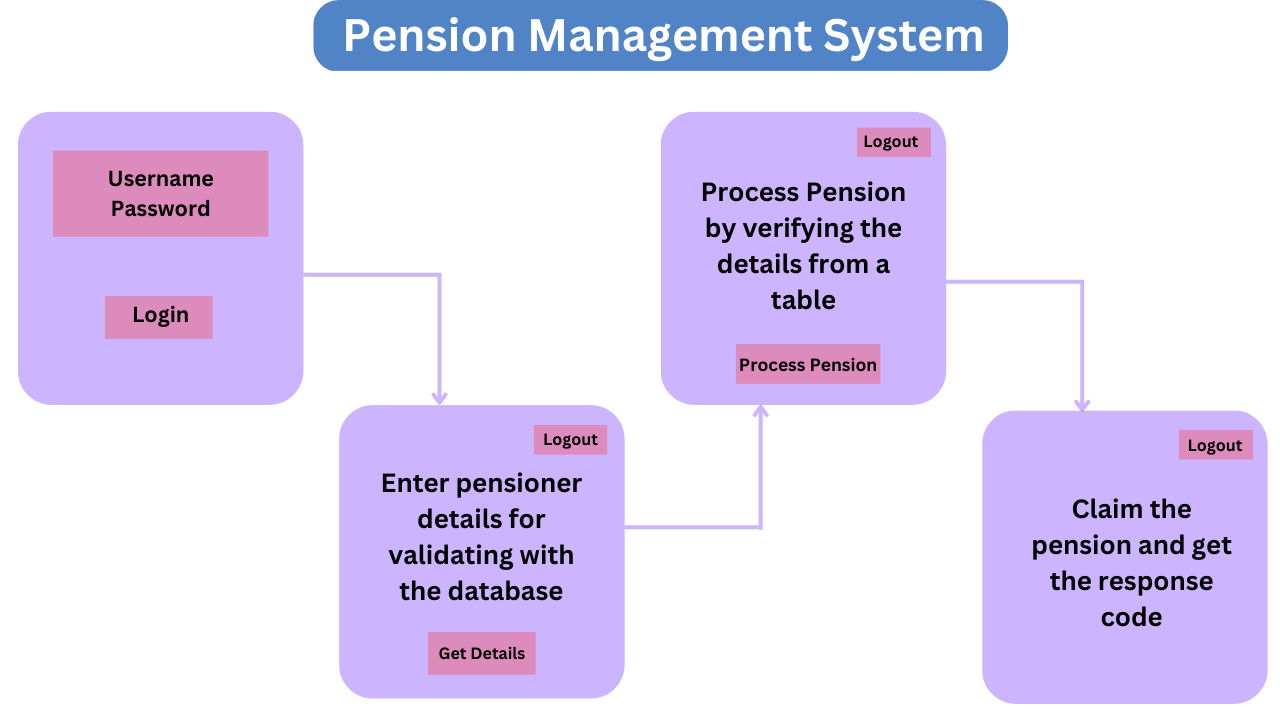 Pension Management System
Username
Password
Login
Logout
Enter pensioner
details for
validating with
the database
Get Details
Logout
Process Pension
by verifying the
details from a
table
Process Pension
Logout
Claim the
pension and get
the response
code